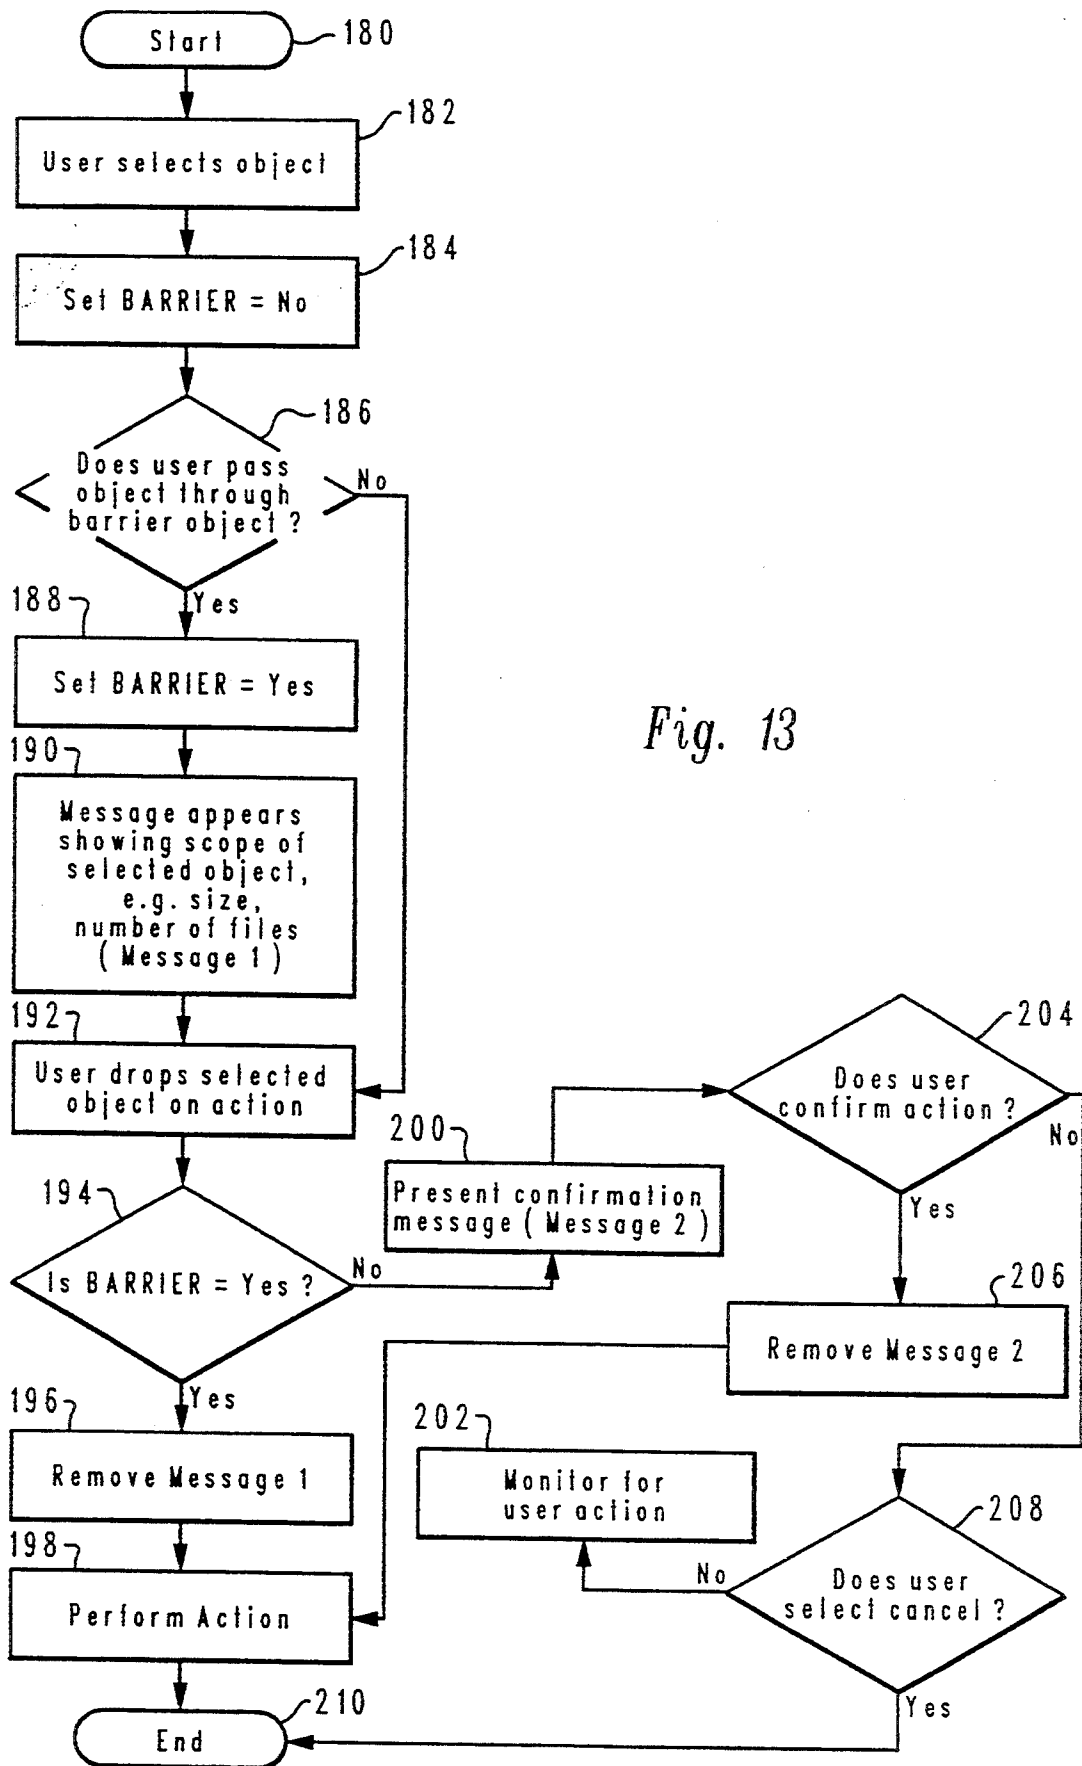 Start
180
182
User selects object
184
Set BARRIER = No
186
Does user pass
object through
barrier object ?
No
Yes
188
Set BARRIER = Yes
Fig. 13
190
Message appears
showing scope of
selected object,
e.g. size,
number of files
( Message 1 )
192
User drops selected
object on action
194
Is BARRIER = Yes ?
No
Yes
200
Present confirmation
message ( Message 2 )
204
Does user
confirm action ?
No
Yes
206
Remove Message 2
196
Remove Message 1
202
Monitor for
user action
208
Does user
select cancel ?
No
Yes
198
Perform Action
210
End